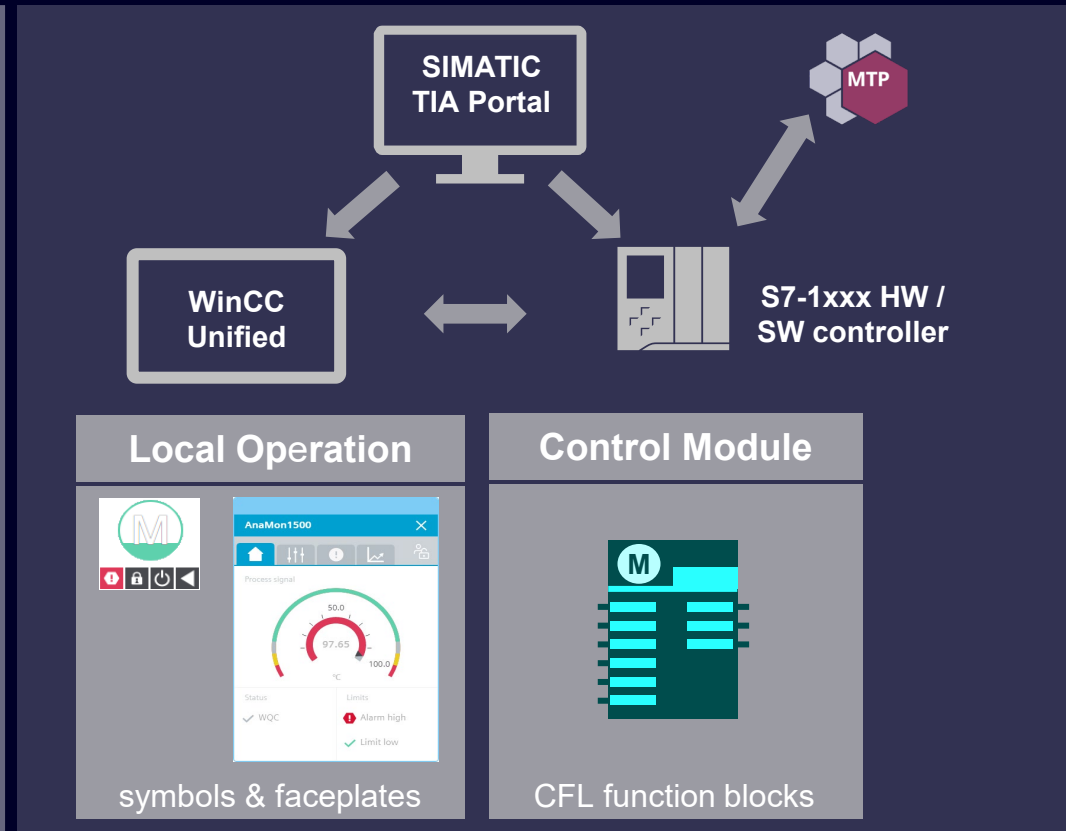 SIMATIC
TIA Portal
MTP
WinCC
Unified
S7-1xxx HW /
SW controller
Local Operation
Control Module
M
AnaMon1500
Process signal
50.0
97.65
100.0
°C
Status
Limits
WQC
Alarm high
Limit low
M
symbols & faceplates
CFL function blocks